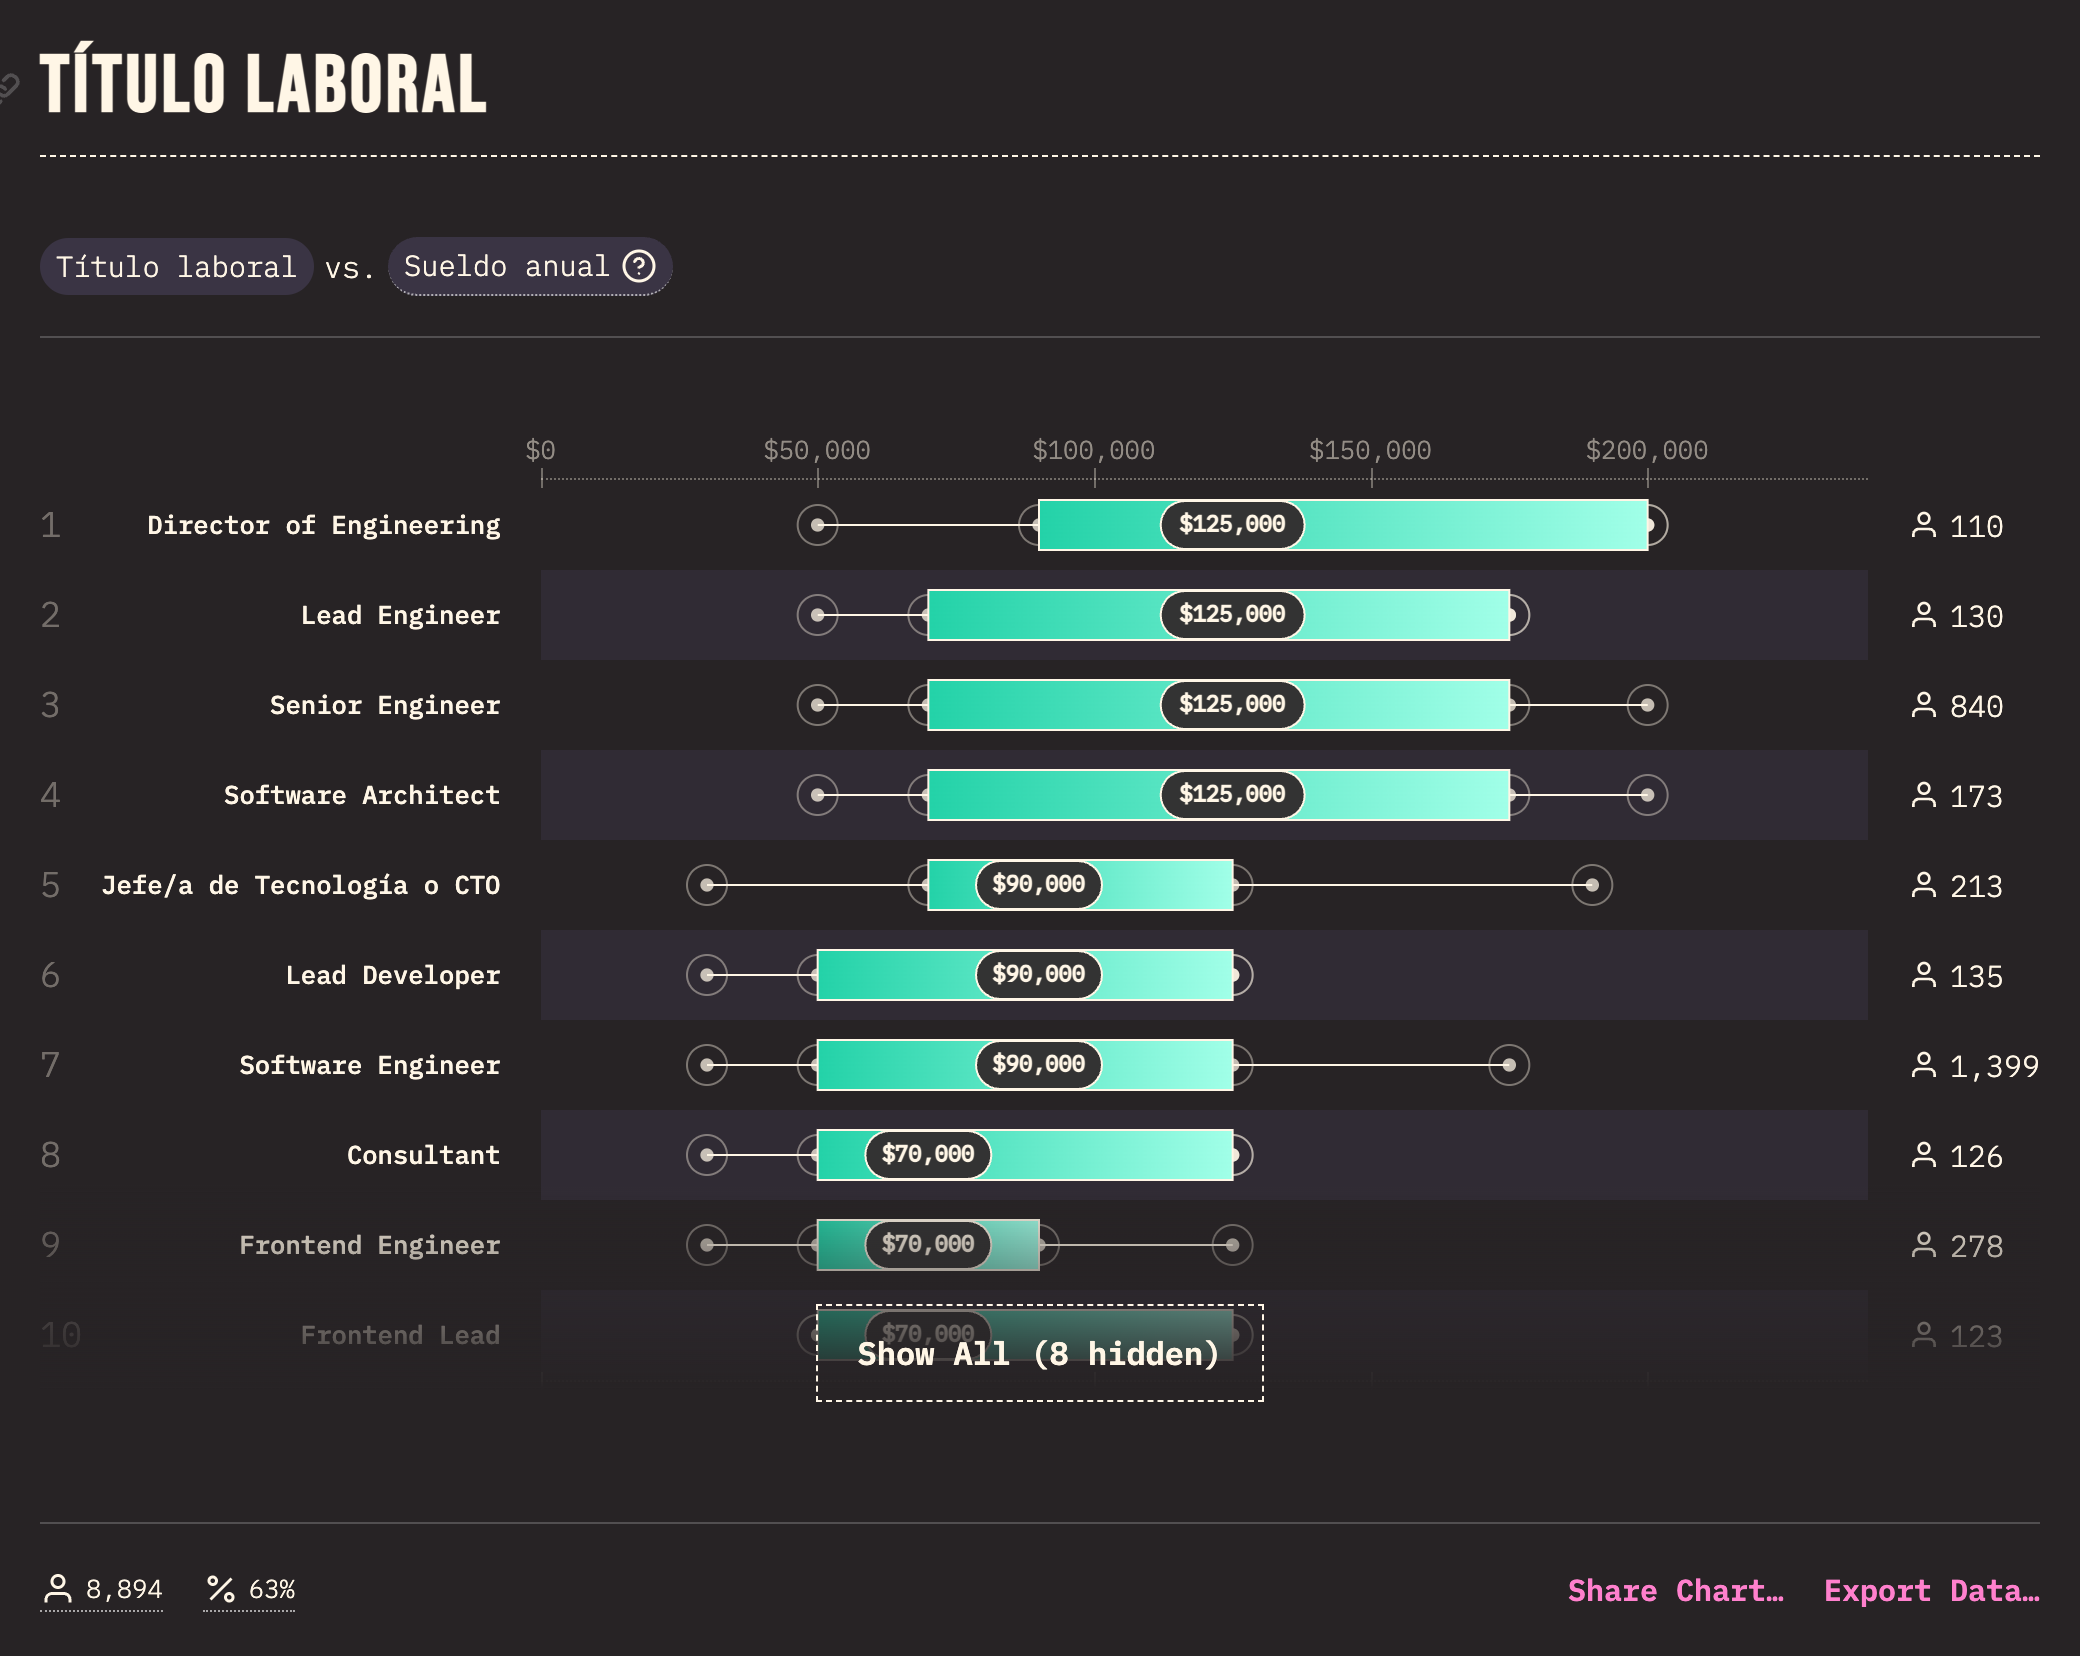 TÍTULO LABORAL
Título laboral vs. Sueldo anual ?
$0 $50,000 $100,000 $150,000 $200,000
1 Director of Engineering $125,000 110
2 Lead Engineer $125,000 130
3 Senior Engineer $125,000 840
4 Software Architect $125,000 173
5 Jefe/a de Tecnología o CTO $90,000 213
6 Lead Developer $90,000 135
7 Software Engineer $90,000 1,399
8 Consultant $70,000 126
9 Frontend Engineer $70,000 278
10 Frontend Lead $70,000 123
Show All (8 hidden)
8,894 % 63% Share Chart… Export Data…